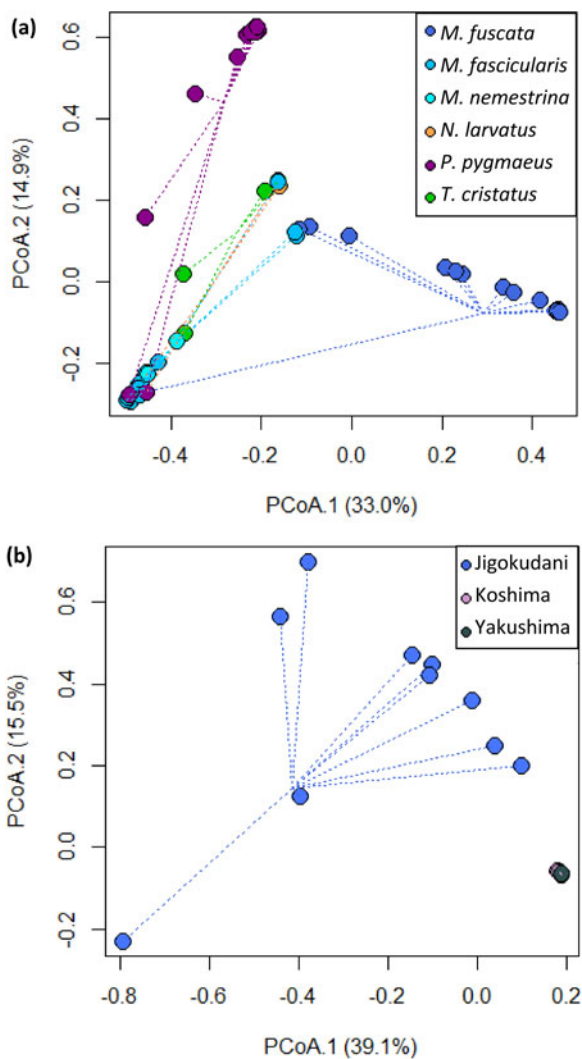 (a)
M. fuscata
M. fascicularis
M. nemestrina
N. larvatus
P. pygmaeus
T. cristatus
PCoA.2 (14.9%)
0.6
0.4
0.2
0.0
-0.2
-0.4 -0.2 0.0 0.2 0.4
PCoA.1 (33.0%)
(b)
Jigokudani
Koshima
Yakushima
PCoA.2 (15.5%)
0.6
0.4
0.2
0.0
-0.2
-0.8 -0.6 -0.4 -0.2 0.0 0.2
PCoA.1 (39.1%)